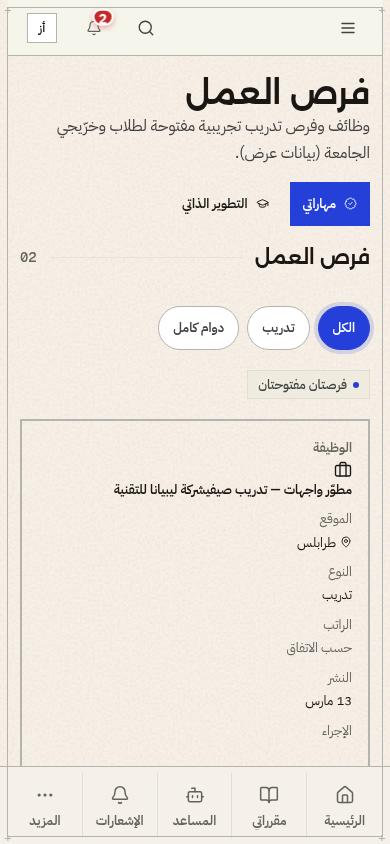 2
أز
فرص العمل
وظائف وفرص تدريب تجريبية مفتوحة لطلاب وخرّيجي
الجامعة (بيانات عرض).
مهاراتي
التطوير الذاتي
فرص العمل
02
الكل
تدريب
دوام كامل
فرصتان مفتوحتان
الوظيفة
مطوّر واجهات — تدريب صيفيشركة ليبيانا للتقنية
الموقع
طرابلس
النوع
تدريب
الراتب
حسب الاتفاق
النشر
13 مارس
الإجراء
الرئيسية
مقرراتي
المساعد
الإشعارات
المزيد